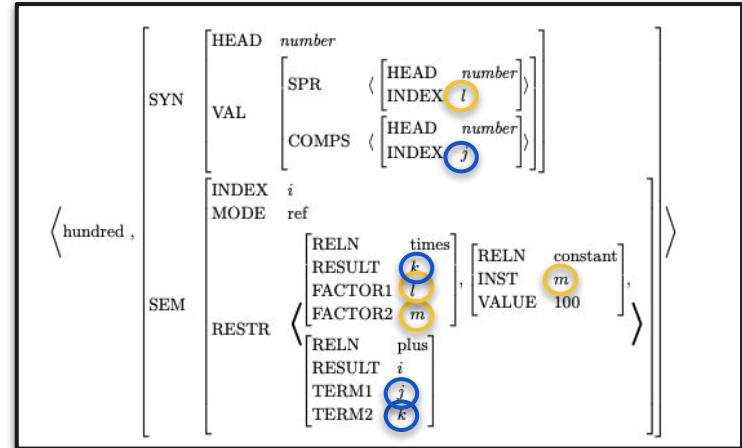 HEAD number
SPR ⟨ [HEAD number] ⟩
INDEX l
SYN
VAL
COMPS ⟨ [HEAD number] ⟩
INDEX j
INDEX i
MODE ref
⟨hundred ,
RELN times
RESULT k
FACTOR1 l
FACTOR2 m
RELN constant
INST m
VALUE 100
SEM
RESTR
RELN plus
RESULT i
TERM1 j
TERM2 k